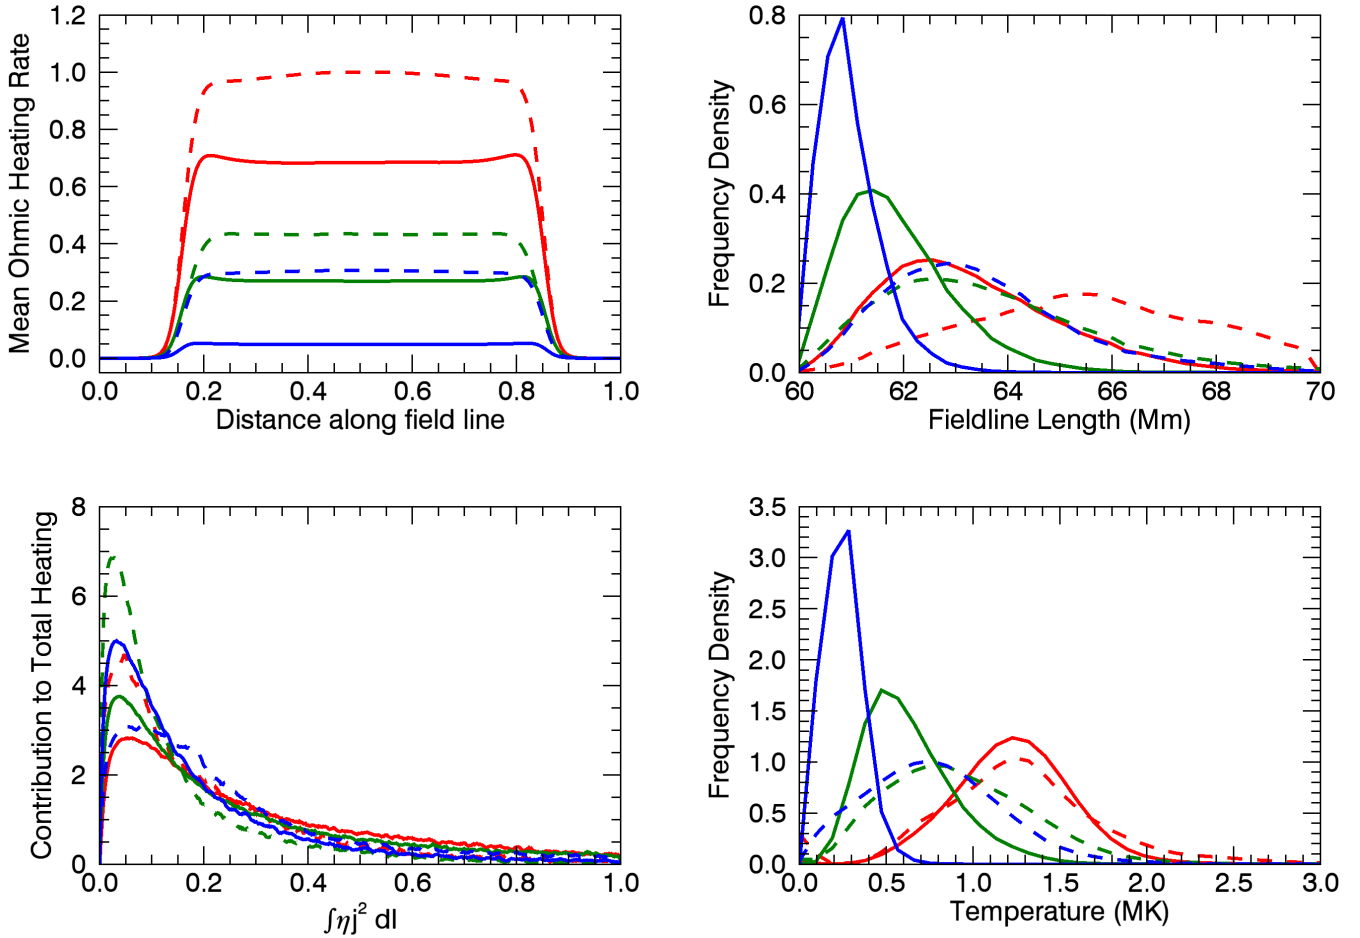 Mean Ohmic Heating Rate
1.2
1.0
0.8
0.6
0.4
0.2
0.0
0.0 0.2 0.4 0.6 0.8 1.0
Distance along field line
Frequency Density
0.8
0.6
0.4
0.2
0.0
60 62 64 66 68 70
Fieldline Length (Mm)
Contribution to Total Heating
8
6
4
2
0
0.0 0.2 0.4 0.6 0.8 1.0
∫ηj² dl
Frequency Density
3.5
3.0
2.5
2.0
1.5
1.0
0.5
0.0
0.0 0.5 1.0 1.5 2.0 2.5 3.0
Temperature (MK)